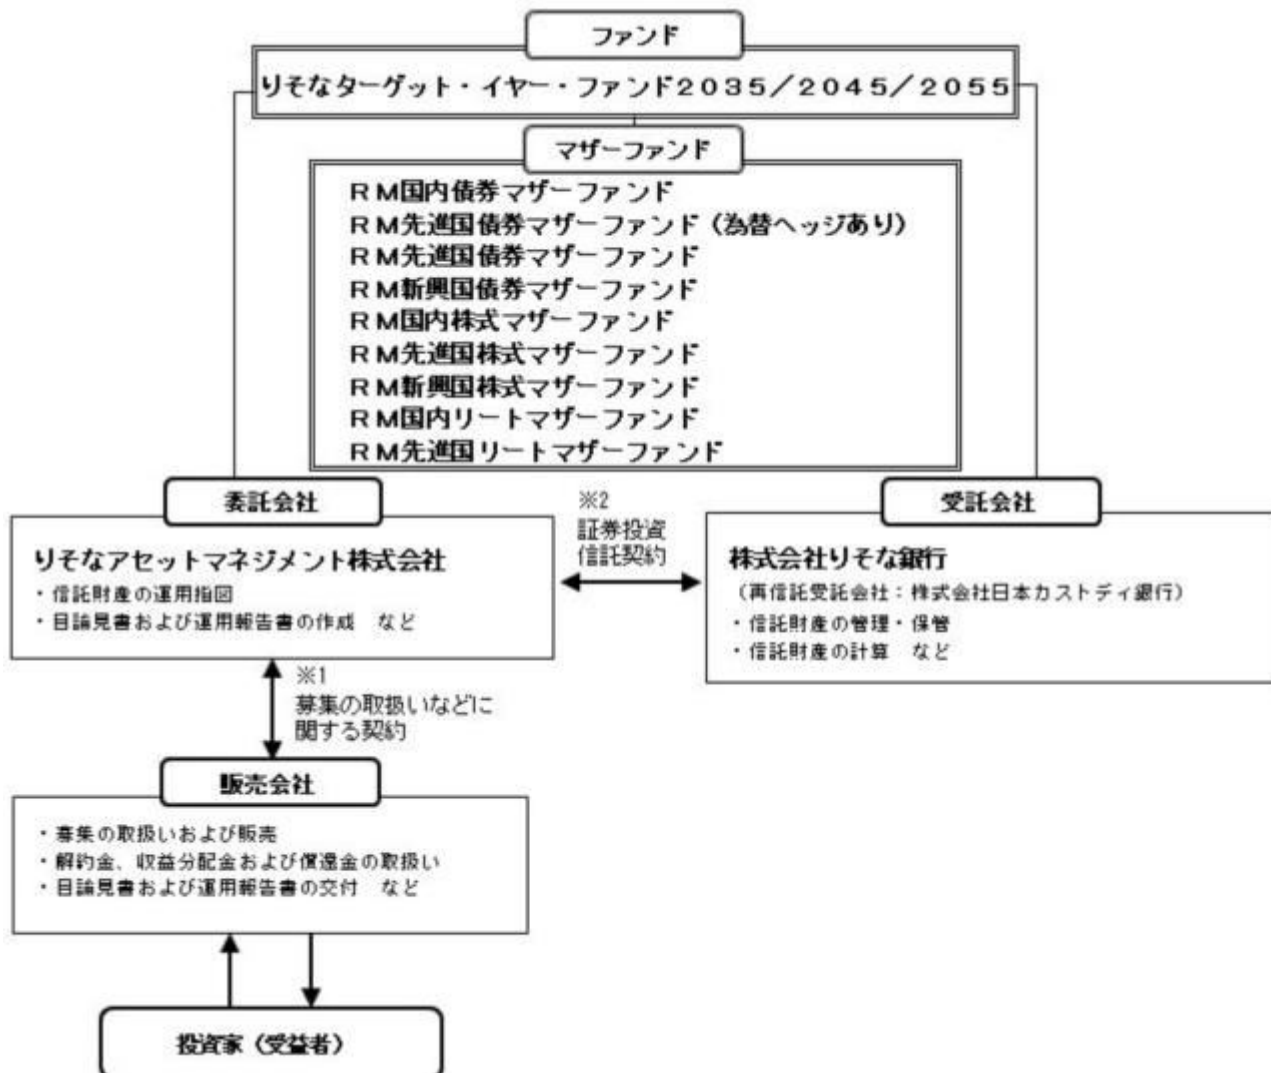 ファンド
りそなターゲット・イヤー・ファンド2035/2045/2055
マザーファンド
RM国内債券マザーファンド
RM先進国債券マザーファンド(為替ヘッジあり)
RM先進国債券マザーファンド
RM新興国債券マザーファンド
RM国内株式マザーファンド
RM先進国株式マザーファンド
RM新興国株式マザーファンド
RM国内リートマザーファンド
RM先進国リートマザーファンド
委託会社
りそなアセットマネジメント株式会社
・信託財産の運用指図
・目論見書および運用報告書の作成 など
※2
証券投資
信託契約
受託会社
株式会社りそな銀行
(再信託受託会社:株式会社日本カストディ銀行)
・信託財産の管理・保管
・信託財産の計算 など
※1
募集の取扱いなどに
関する契約
販売会社
・募集の取扱いおよび販売
・解約金、収益分配金および償還金の取扱い
・目論見書および運用報告書の交付 など
投資家(受益者)